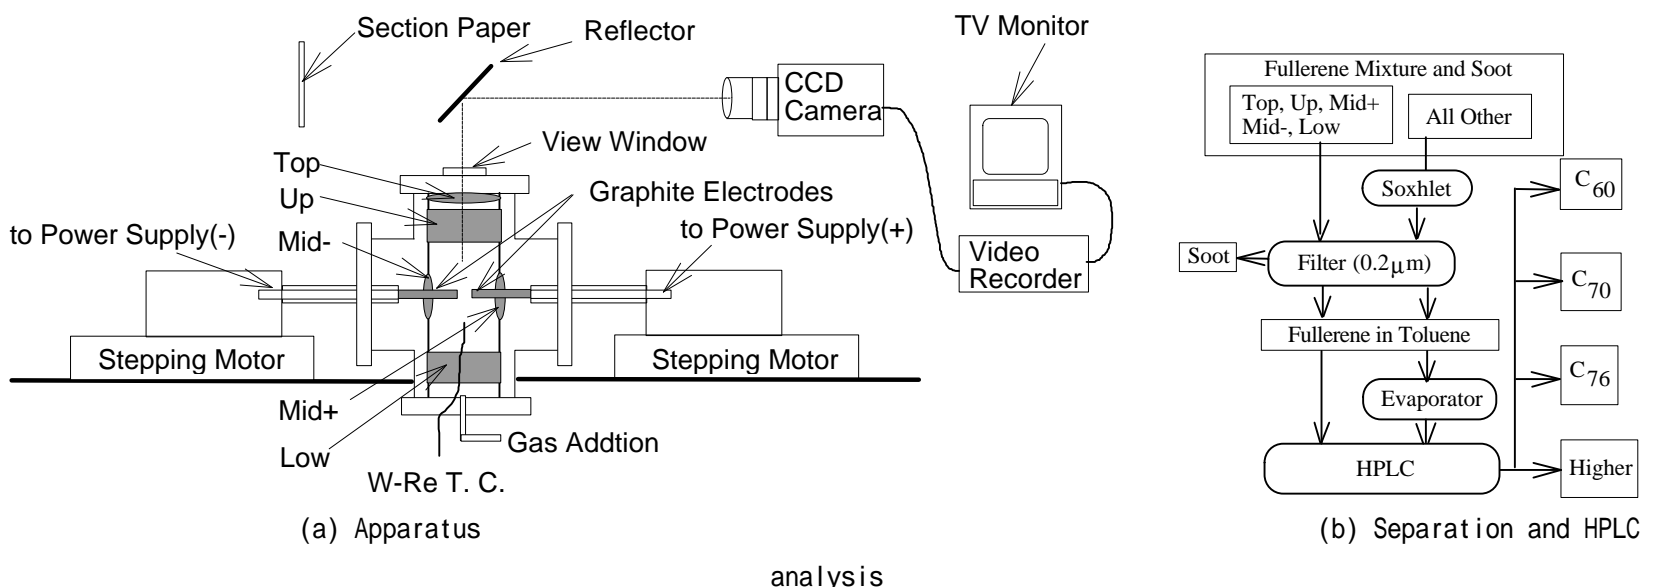 Section Paper
Reflector
TV Monitor
CCD
Camera
View Window
Top
Up
Graphite Electrodes
to Power Supply(-)
Mid-
to Power Supply(+)
Video
Recorder
Stepping Motor
Stepping Motor
Mid+
Low
Gas Addtion
W-Re T. C.
(a) Apparatus
Fullerene Mixture and Soot
Top, Up, Mid+
Mid-, Low
All Other
Soxhlet
C60
Soot
Filter (0.2μm)
C70
Fullerene in Toluene
C76
Evaporator
HPLC
Higher
(b) Separation and HPLC
analysis